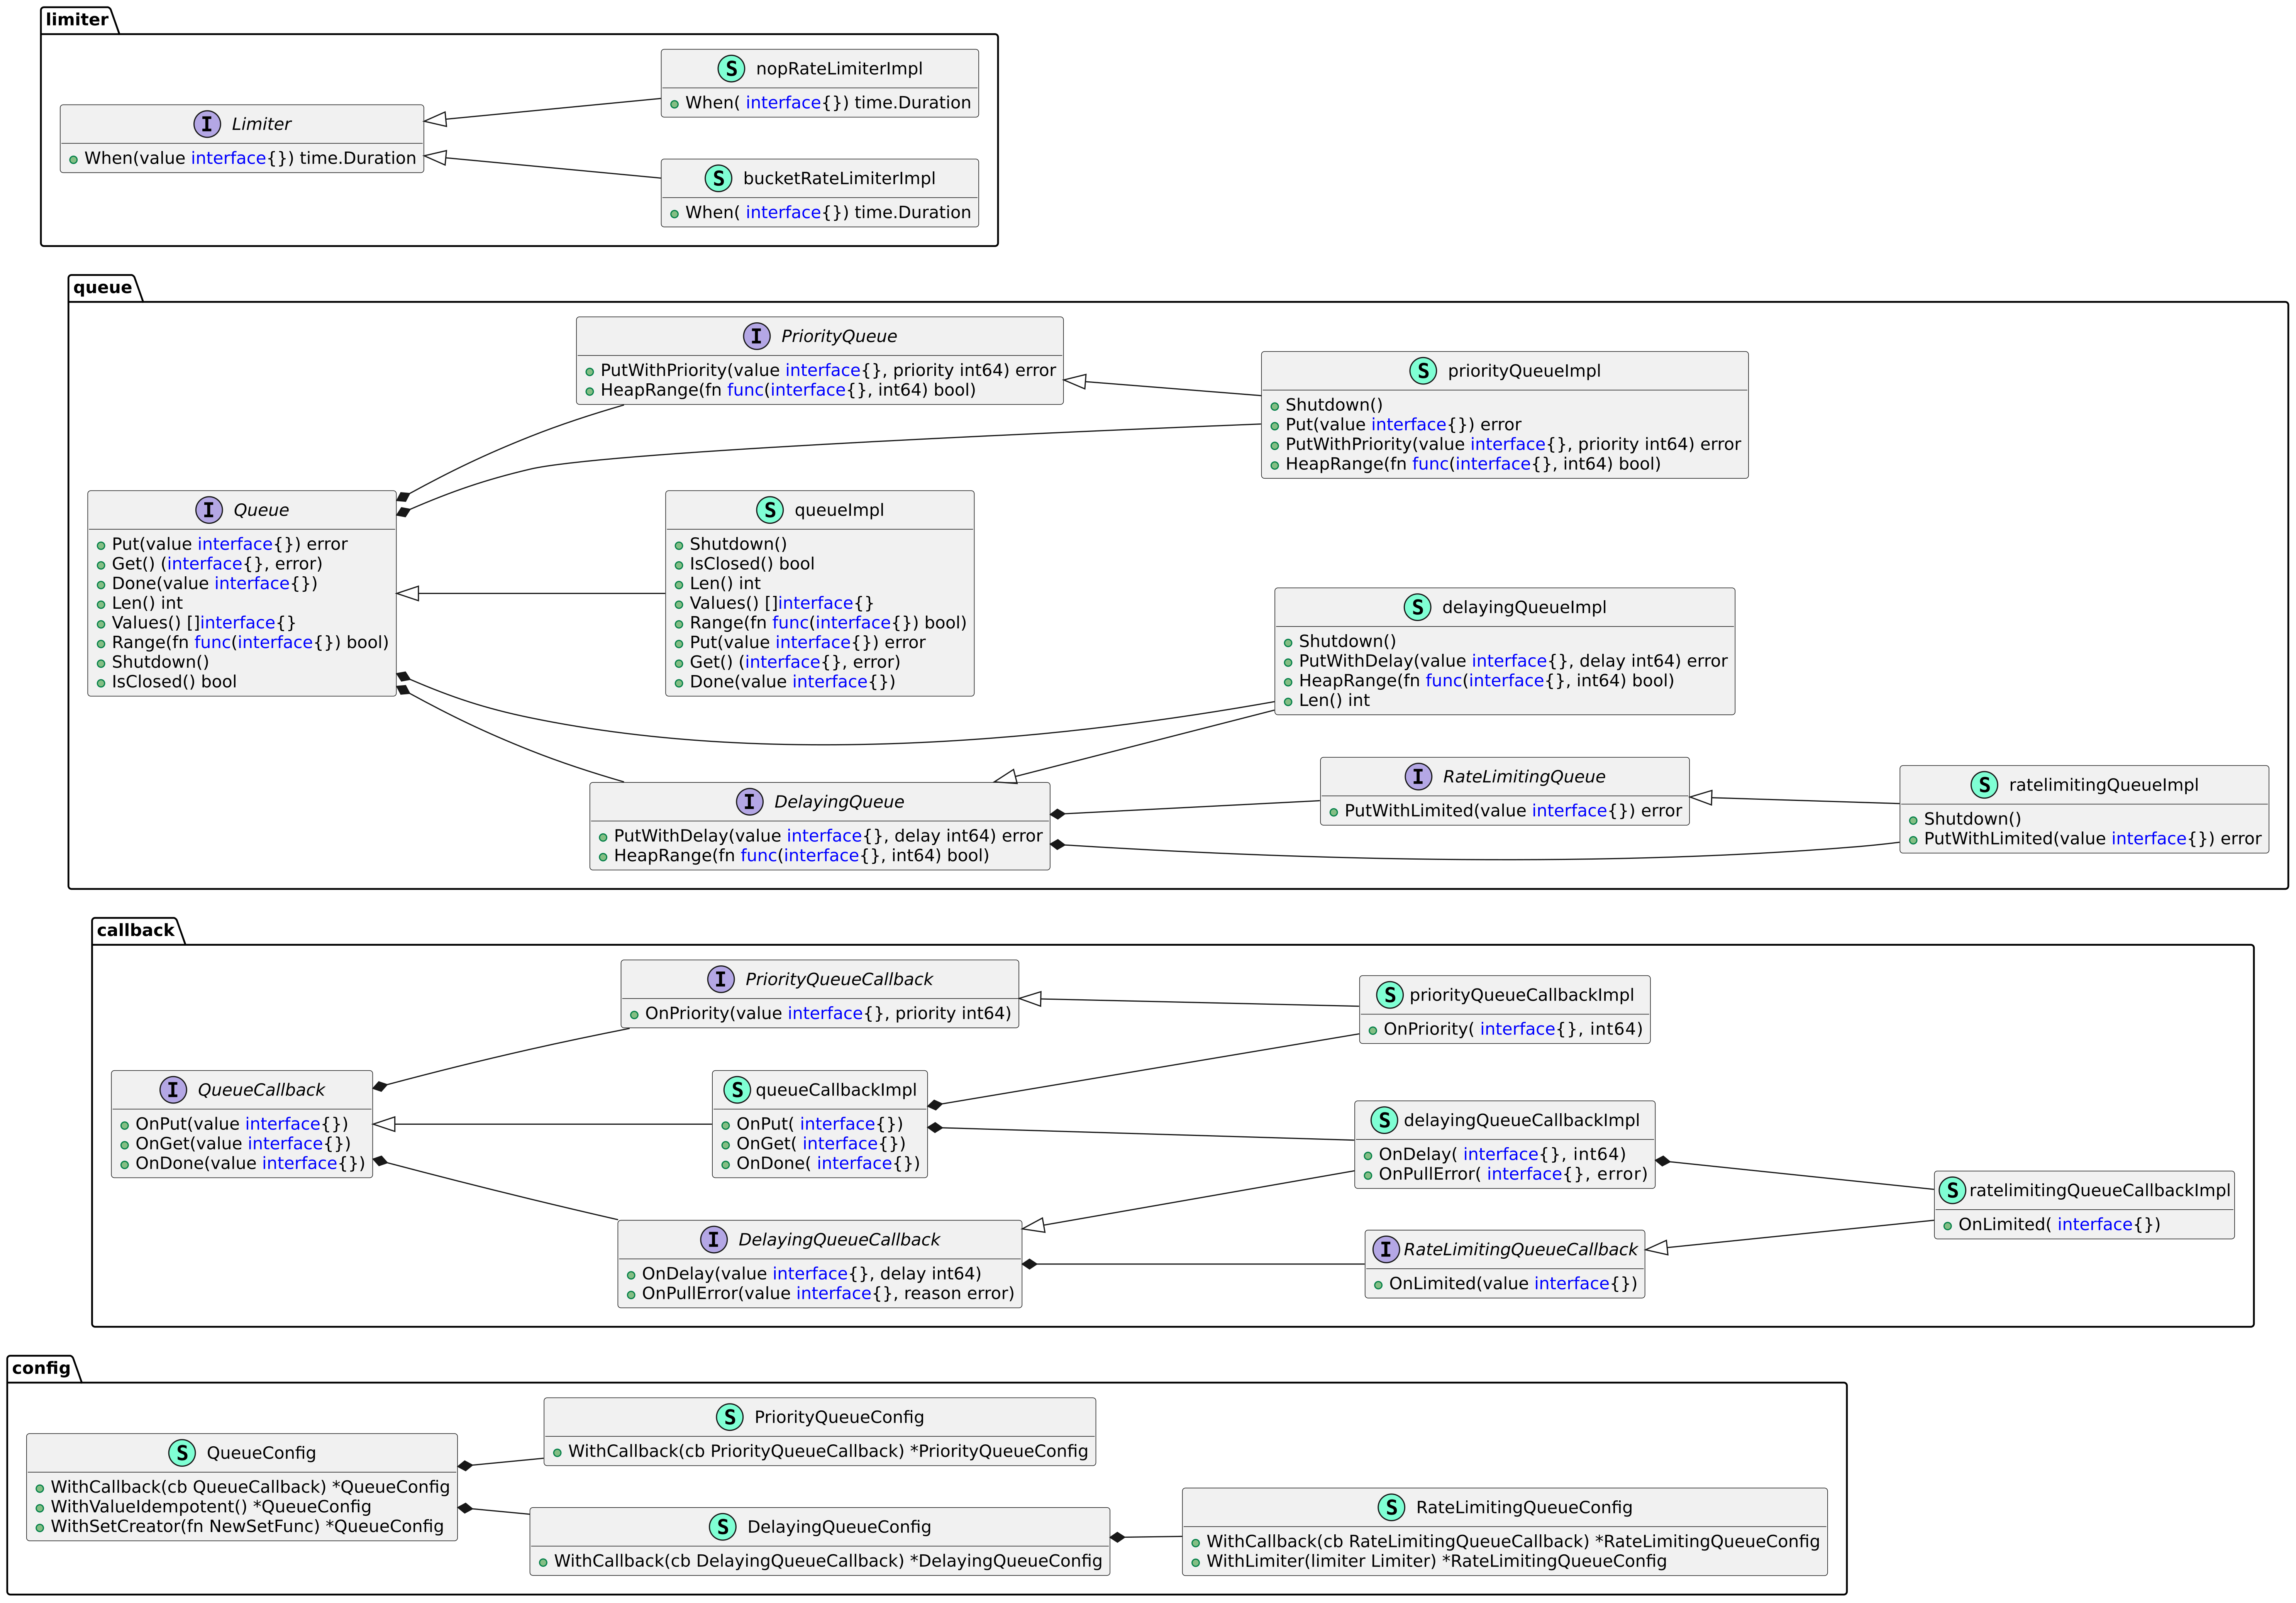 limiter
S nopRateLimiterImpl
When( interface{}) time.Duration
I Limiter
When(value interface{}) time.Duration
S bucketRateLimiterImpl
When( interface{}) time.Duration
queue
I PriorityQueue
PutWithPriority(value interface{}, priority int64) error
HeapRange(fn func(interface{}, int64) bool)
S priorityQueueImpl
Shutdown()
Put(value interface{}) error
PutWithPriority(value interface{}, priority int64) error
HeapRange(fn func(interface{}, int64) bool)
I Queue
Put(value interface{}) error
Get() (interface{}, error)
Done(value interface{})
Len() int
Values() []interface{}
Range(fn func(interface{}) bool)
Shutdown()
IsClosed() bool
S queueImpl
Shutdown()
IsClosed() bool
Len() int
Values() []interface{}
Range(fn func(interface{}) bool)
Put(value interface{}) error
Get() (interface{}, error)
Done(value interface{})
S delayingQueueImpl
Shutdown()
PutWithDelay(value interface{}, delay int64) error
HeapRange(fn func(interface{}, int64) bool)
Len() int
I DelayingQueue
PutWithDelay(value interface{}, delay int64) error
HeapRange(fn func(interface{}, int64) bool)
I RateLimitingQueue
PutWithLimited(value interface{}) error
S ratelimitingQueueImpl
Shutdown()
PutWithLimited(value interface{}) error
callback
I PriorityQueueCallback
OnPriority(value interface{}, priority int64)
S priorityQueueCallbackImpl
OnPriority( interface{}, int64)
I QueueCallback
OnPut(value interface{})
OnGet(value interface{})
OnDone(value interface{})
S queueCallbackImpl
OnPut( interface{})
OnGet( interface{})
OnDone( interface{})
S delayingQueueCallbackImpl
OnDelay( interface{}, int64)
OnPullError( interface{}, error)
S ratelimitingQueueCallbackImpl
OnLimited( interface{})
I DelayingQueueCallback
OnDelay(value interface{}, delay int64)
OnPullError(value interface{}, reason error)
I RateLimitingQueueCallback
OnLimited(value interface{})
config
S PriorityQueueConfig
WithCallback(cb PriorityQueueCallback) *PriorityQueueConfig
S QueueConfig
WithCallback(cb QueueCallback) *QueueConfig
WithValueIdempotent() *QueueConfig
WithSetCreator(fn NewSetFunc) *QueueConfig
S DelayingQueueConfig
WithCallback(cb DelayingQueueCallback) *DelayingQueueConfig
S RateLimitingQueueConfig
WithCallback(cb RateLimitingQueueCallback) *RateLimitingQueueConfig
WithLimiter(limiter Limiter) *RateLimitingQueueConfig